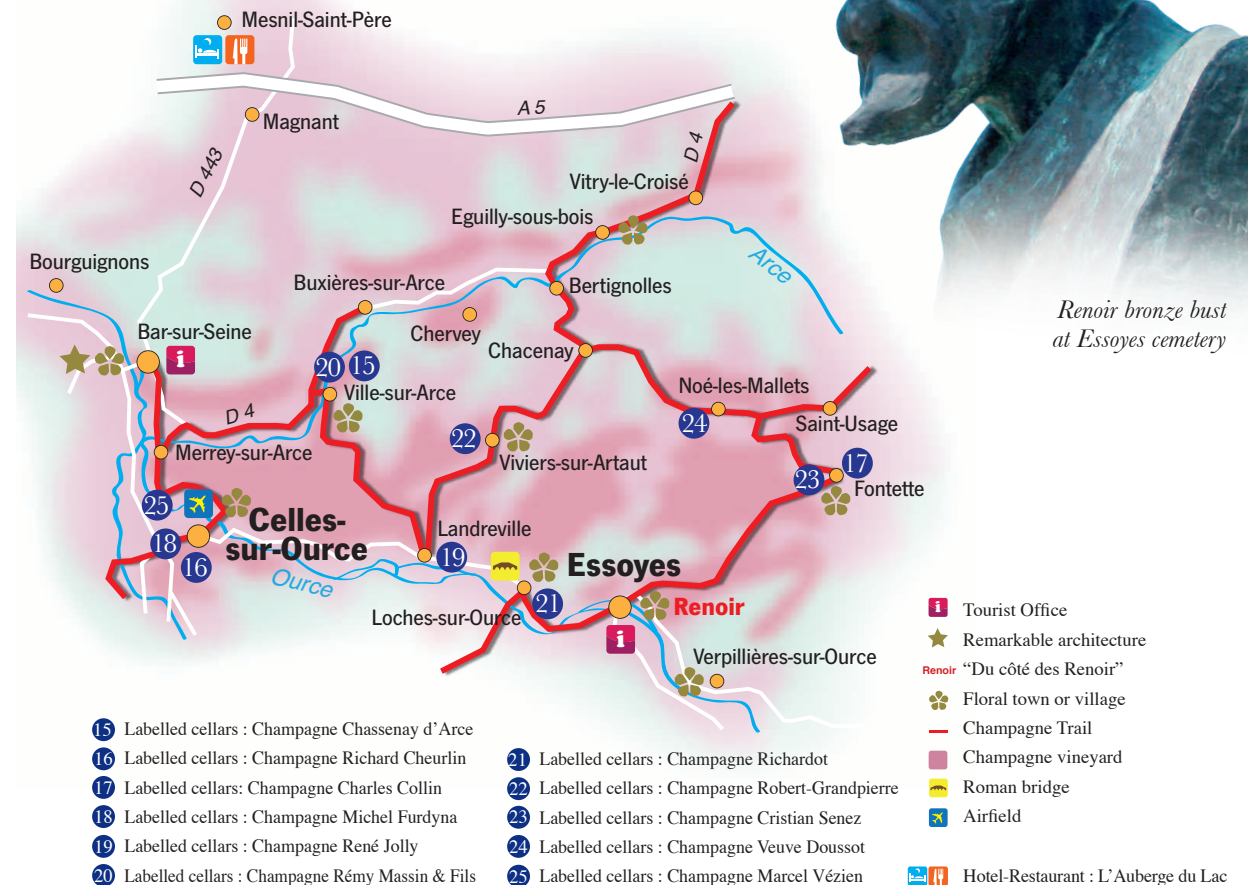 Mesnil-Saint-Père
A 5
Magnant
D 443
D 4
Vitry-le-Croisé
Eguilly-sous-bois
Arce
Bourguignons
Buxières-sur-Arce
Bertignolles
Renoir bronze bust
at Essoyes cemetery
Bar-sur-Seine
i
Chervey
Chacenay
20 15
Noé-les-Mallets
Ville-sur-Arce
D 4
24
Saint-Usage
22
Merrey-sur-Arce
Viviers-sur-Artaut
17
23
Fontette
25
Celles-
sur-Ource
18
16
Landreville
19
Ource
Essoyes
21
Renoir
Loches-sur-Ource
i
Verpillières-sur-Ource
i Tourist Office
Remarkable architecture
Renoir “Du côté des Renoir”
Floral town or village
Champagne Trail
Champagne vineyard
Roman bridge
Airfield
Hotel-Restaurant : L’Auberge du Lac
15 Labelled cellars : Champagne Chassenay d’Arce
16 Labelled cellars : Champagne Richard Cheurlin
17 Labelled cellars: Champagne Charles Collin
18 Labelled cellars : Champagne Michel Furdyna
19 Labelled cellars : Champagne René Jolly
20 Labelled cellars : Champagne Rémy Massin & Fils
21 Labelled cellars : Champagne Richardot
22 Labelled cellars : Champagne Robert-Grandpierre
23 Labelled cellars : Champagne Cristian Senez
24 Labelled cellars : Champagne Veuve Doussot
25 Labelled cellars : Champagne Marcel Vézien